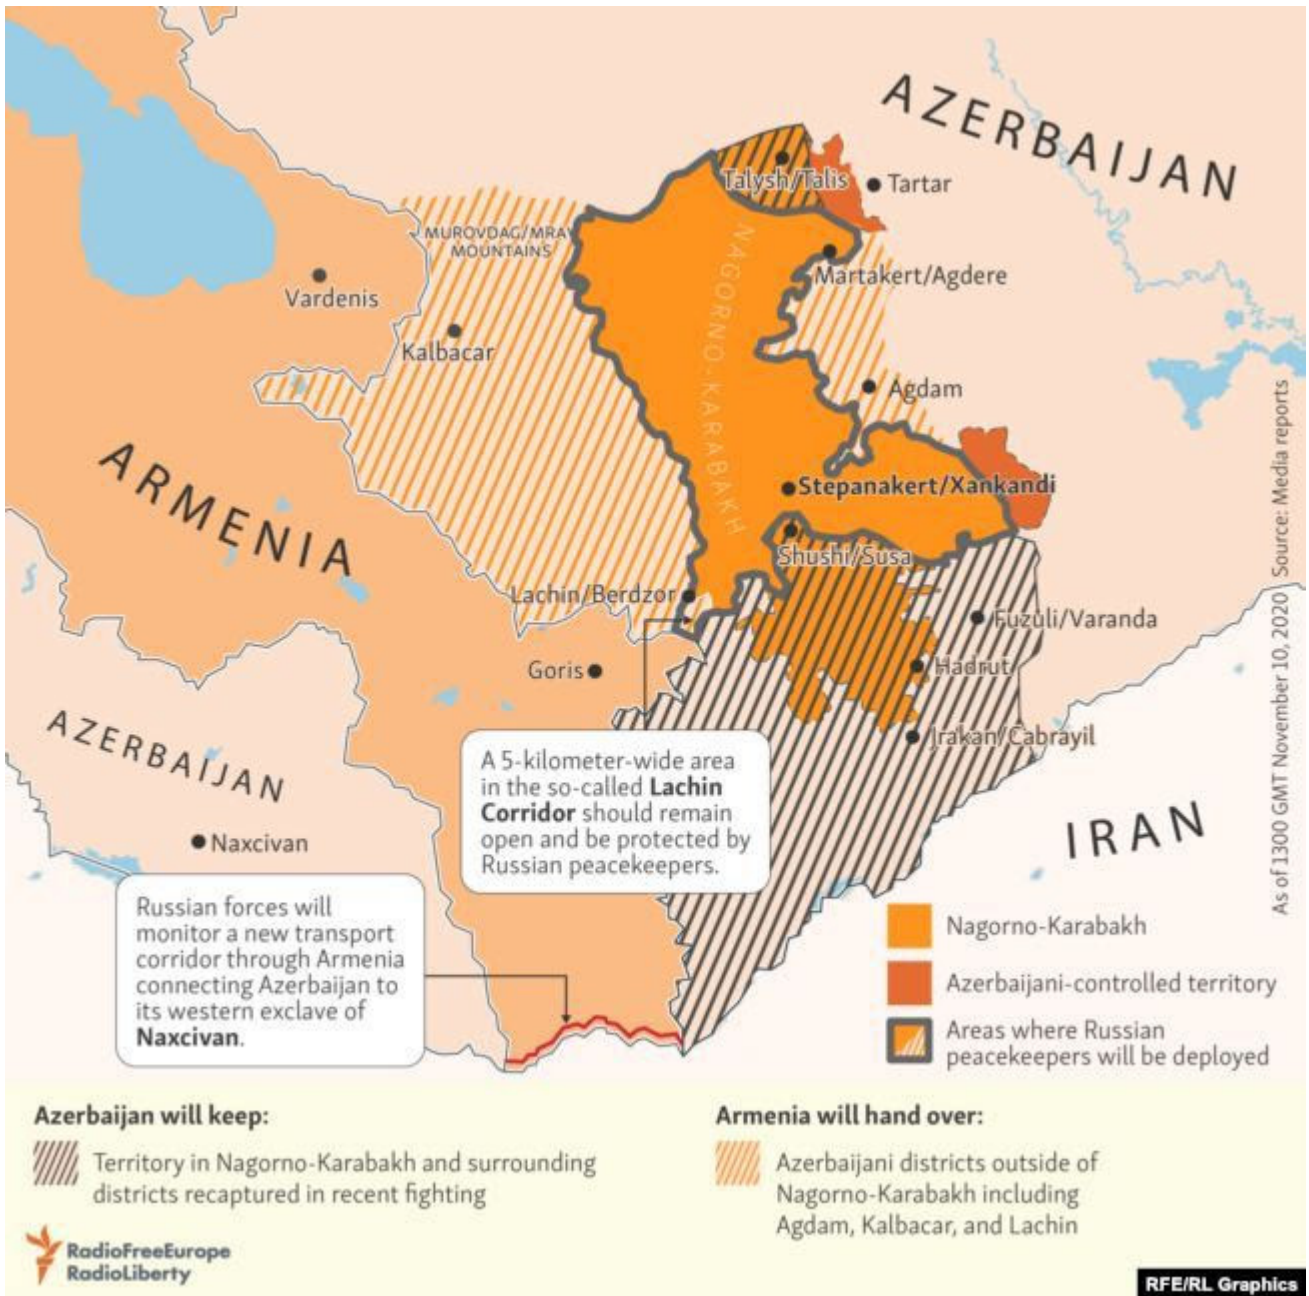 AZERBAIJAN
Talysh/Talis
Tartar
MUROVDAG/MRAV
MOUNTAINS
NAGORNO-KARABAKH
Martakert/Agdere
Vardenis
Kalbacar
Agdam
ARMENIA
Stepanakert/Xankandi
Shushi/Susa
Lachin/Berdzor
Fuzuli/Varanda
Goris
Hadrut
Jrakan/Cabrayil
AZERBAIJAN
Naxcivan
IRAN
A 5-kilometer-wide area
in the so-called Lachin
Corridor should remain
open and be protected by
Russian peacekeepers.
Russian forces will
monitor a new transport
corridor through Armenia
connecting Azerbaijan to
its western exclave of
Naxcivan.
As of 1300 GMT November 10, 2020 Source: Media reports
Nagorno-Karabakh
Azerbaijani-controlled territory
Areas where Russian
peacekeepers will be deployed
Azerbaijan will keep:
Territory in Nagorno-Karabakh and surrounding
districts recaptured in recent fighting
Armenia will hand over:
Azerbaijani districts outside of
Nagorno-Karabakh including
Agdam, Kalbacar, and Lachin
RadioFreeEurope
RadioLiberty
RFE/RL Graphics